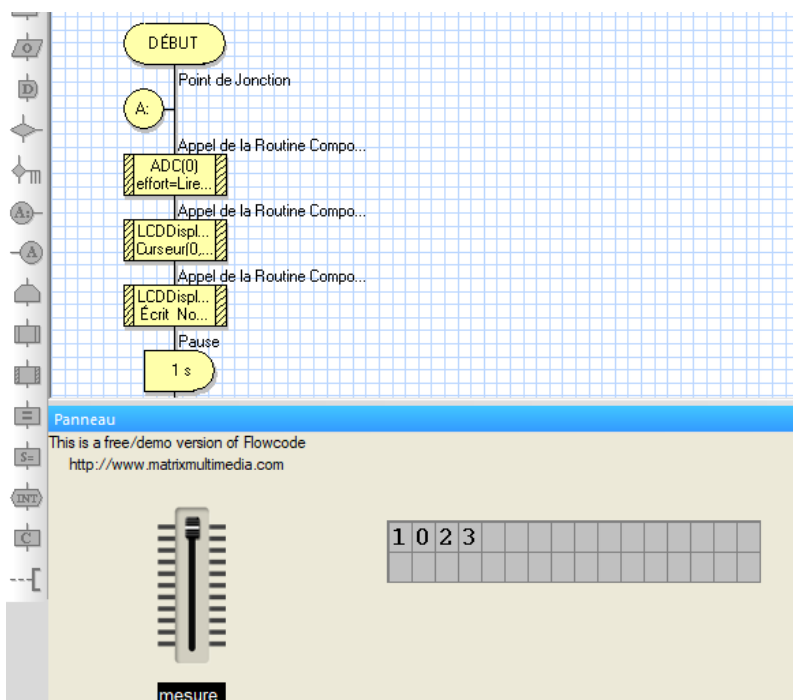 DÉBUT
Point de Jonction
A:
Appel de la Routine Compo...
ADC(0)
effort=Lire...
Appel de la Routine Compo...
LCDDispl...
Curseur(0,...
Appel de la Routine Compo...
LCDDispl...
Écrit No...
Pause
1 s
D
A:
A
S=
INT
C
Panneau
This is a free/demo version of Flowcode
http://www.matrixmultimedia.com
1023
mesure